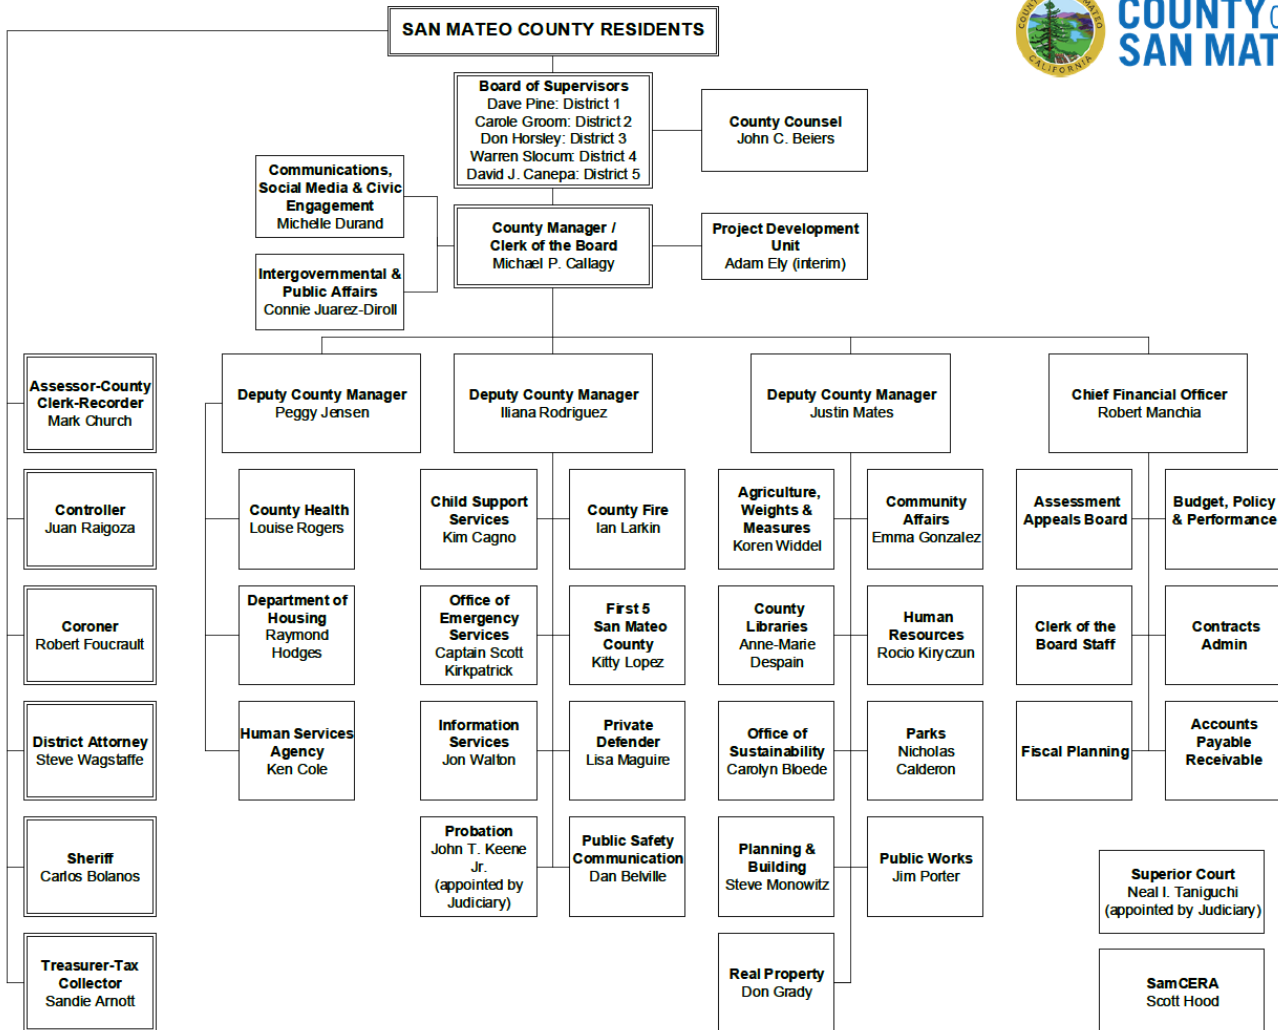 SAN MATEO COUNTY RESIDENTS
COUNTY OF SAN MATEO
CALIFORNIA
COUNTY
SAN MAT
Board of Supervisors
Dave Pine: District 1
Carole Groom: District 2
Don Horsley: District 3
Warren Slocum: District 4
David J. Canepa: District 5
County Counsel
John C. Beiers
Communications,
Social Media & Civic
Engagement
Michelle Durand
County Manager /
Clerk of the Board
Michael P. Callagy
Project Development
Unit
Adam Ely (interim)
Intergovernmental &
Public Affairs
Connie Juarez-Diroll
Assessor-County
Clerk-Recorder
Mark Church
Deputy County Manager
Peggy Jensen
Deputy County Manager
Iliana Rodriguez
Deputy County Manager
Justin Mates
Chief Financial Officer
Robert Manchia
Controller
Juan Raigoza
County Health
Louise Rogers
Child Support
Services
Kim Cagno
County Fire
Ian Larkin
Agriculture,
Weights &
Measures
Koren Widdel
Community
Affairs
Emma Gonzalez
Assessment
Appeals Board
Budget, Policy
& Performance
Coroner
Robert Foucrault
Department of
Housing
Raymond
Hodges
Office of
Emergency
Services
Captain Scott
Kirkpatrick
First 5
San Mateo
County
Kitty Lopez
County
Libraries
Anne-Marie
Despain
Human
Resources
Rocio Kiryczun
Clerk of the
Board Staff
Contracts
Admin
District Attorney
Steve Wagstaffe
Human Services
Agency
Ken Cole
Information
Services
Jon Walton
Private
Defender
Lisa Maguire
Office of
Sustainability
Carolyn Bloede
Parks
Nicholas
Calderon
Fiscal Planning
Accounts
Payable
Receivable
Sheriff
Carlos Bolanos
Probation
John T. Keene
Jr.
(appointed by
Judiciary)
Public Safety
Communication
Dan Belville
Planning &
Building
Steve Monowitz
Public Works
Jim Porter
Superior Court
Neal I. Taniguchi
(appointed by Judiciary)
Treasurer-Tax
Collector
Sandie Arnott
Real Property
Don Grady
SamCERA
Scott Hood